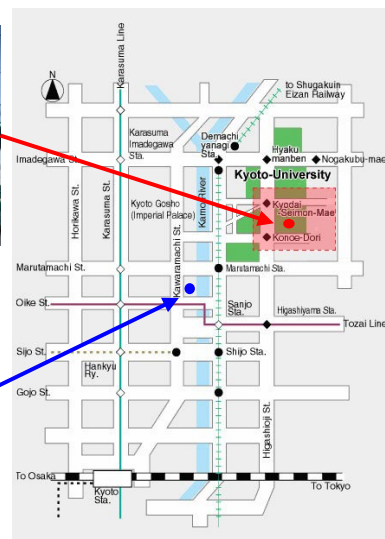 Karasuma Line
N
to Shugakuin
Eizan Railway
Karasuma
Imadegawa
Sta.
Demachi
yanagi
Sta.
Hyaku
manben
Nogakubu-mae
Imadegawa St.
Kyoto-University
Horikawa St.
Karasuma St.
Kyoto Gosho
(Imperial Palace)
Kamo River
Kawaramachi St.
Kyodai
-Seimon-Mae
Konoe-Dori
Marutamachi St.
Marutamachi Sta.
Oike St.
Sanjo
Sta.
Higashiyama Sta.
Tozai Line
Sijo St.
Hankyu
Ry.
Shijo Sta.
Gojo St.
Higashioji St.
To Osaka
Kyoto
Sta.
To Tokyo